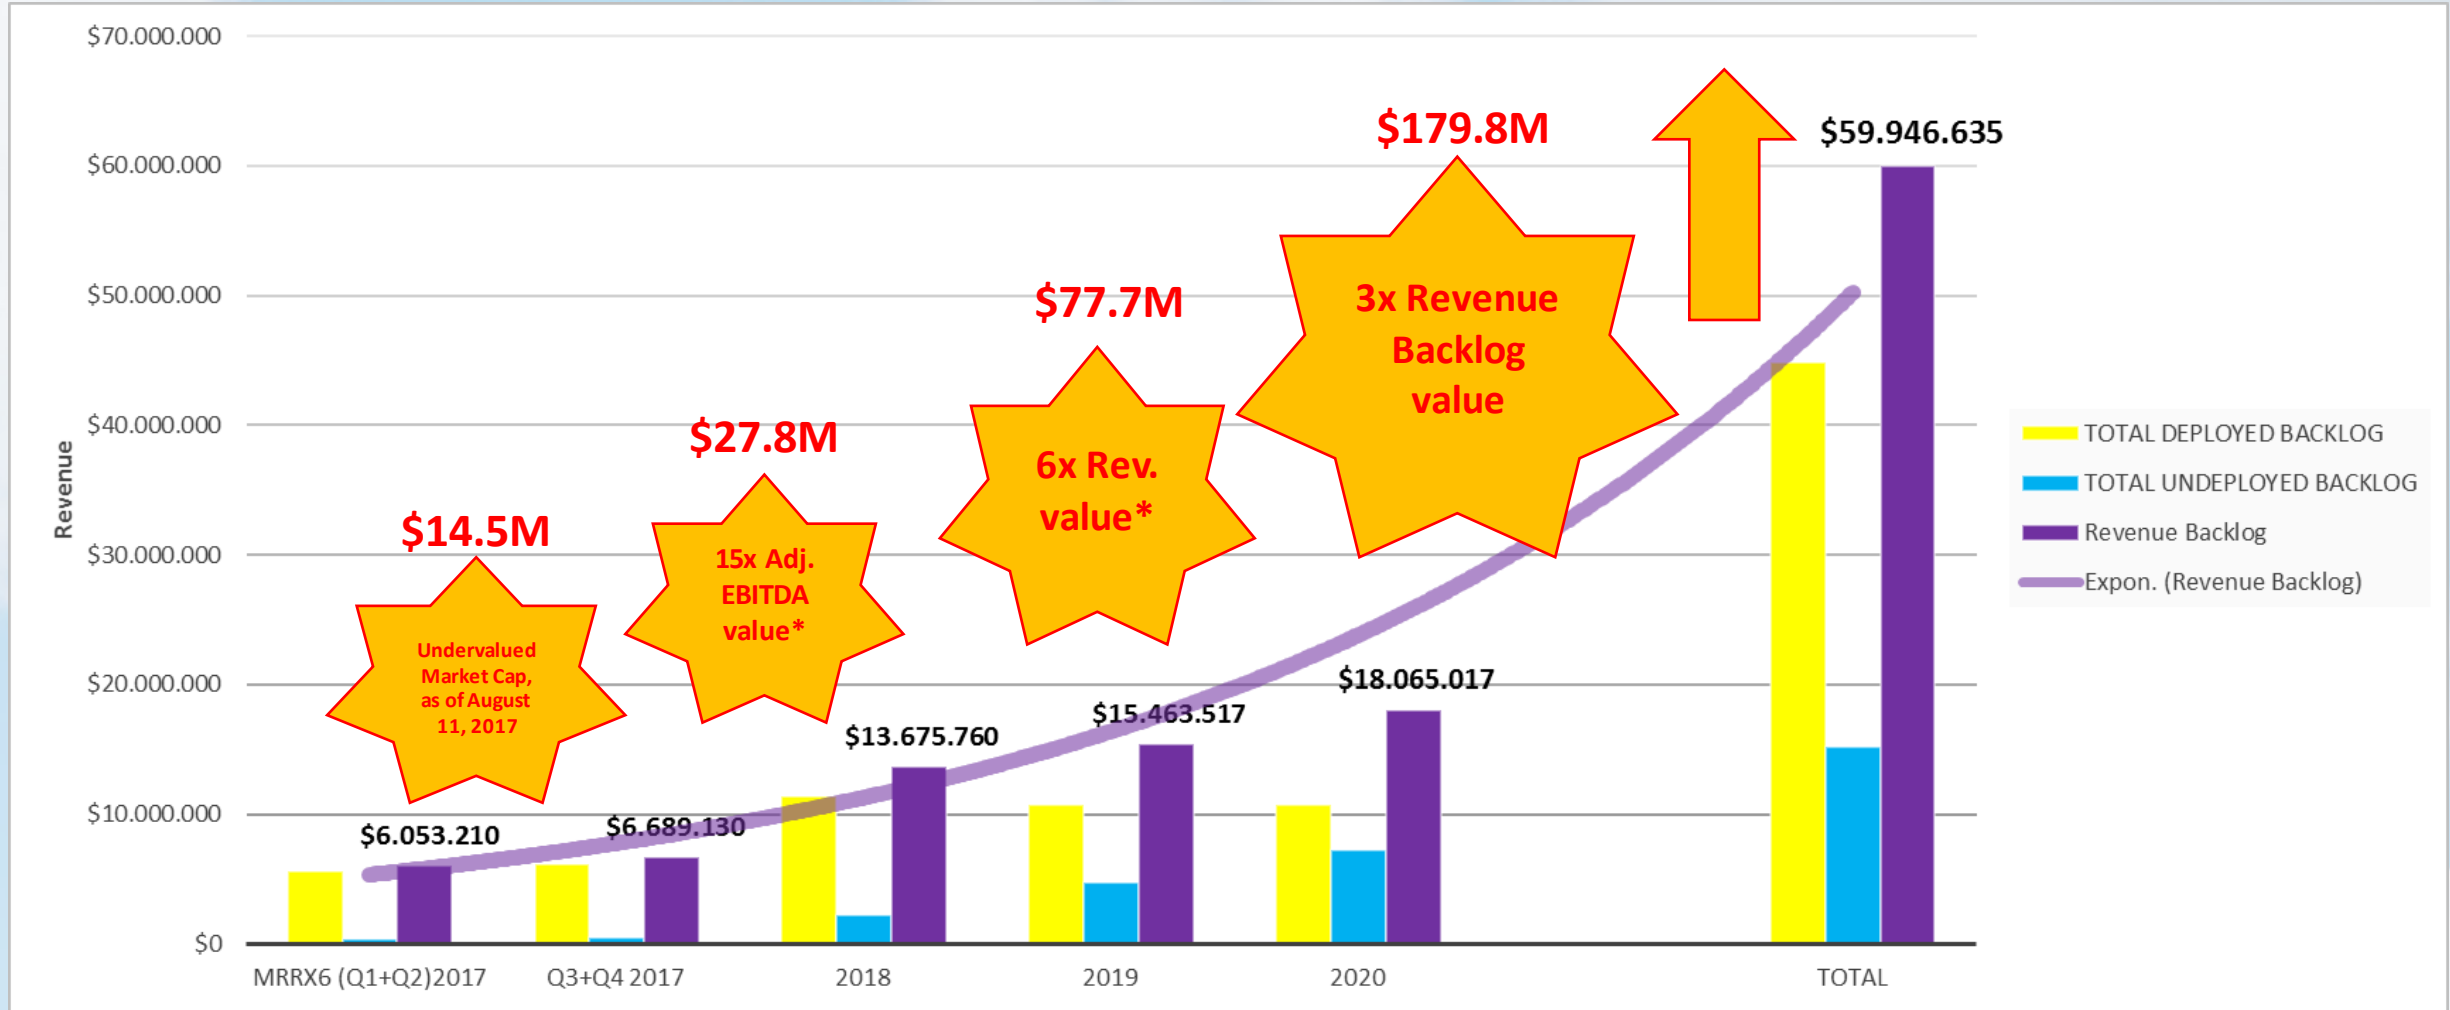 $70.000.000
$60.000.000
$50.000.000
$40.000.000
$30.000.000
$20.000.000
$10.000.000
$0
Revenue
$14.5M
Undervalued
Market Cap,
as of August
11, 2017
$27.8M
15x Adj.
EBITDA
value*
$77.7M
6x Rev.
value*
$179.8M
3x Revenue
Backlog
value
$6.053.210
$6.689.130
$13.675.760
$15.463.517
$18.065.017
$59.946.635
MRRX6 (Q1+Q2)2017
Q3+Q4 2017
2018
2019
2020
TOTAL
TOTAL DEPLOYED BACKLOG
TOTAL UNDEPLOYED BACKLOG
Revenue Backlog
Expon. (Revenue Backlog)